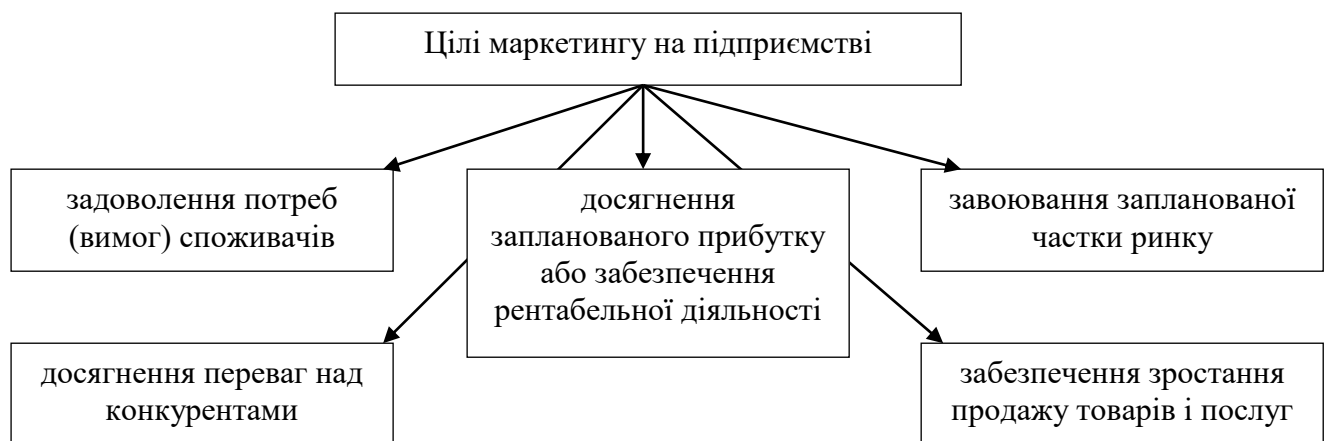 Цілі маркетингу на підприємстві
задоволення потреб
(вимог) споживачів
досягнення
запланованого прибутку
або забезпечення
рентабельної діяльності
завоювання запланованої
частки ринку
досягнення переваг над
конкурентами
забезпечення зростання
продажу товарів і послуг